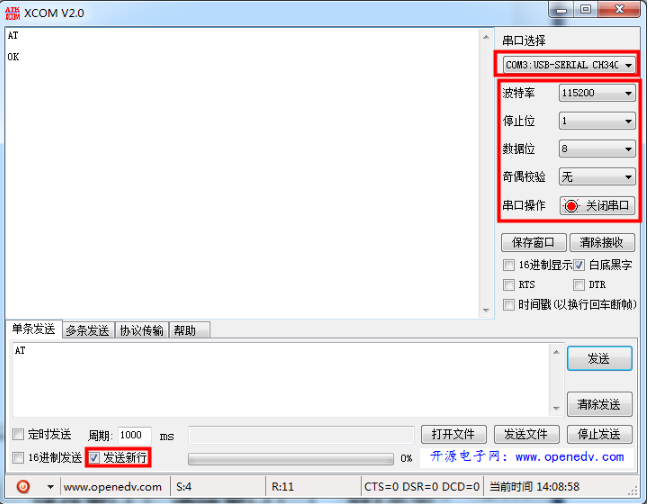 ATK XCOM XCOM V2.0
AT
OK
串口选择
COM3:USB-SERIAL CH340
波特率 115200
停止位 1
数据位 8
奇偶校验 无
串口操作 关闭串口
保存窗口 清除接收
16进制显示 白底黑字
RTS DTR
时间戳(以换行回车断帧)
单条发送 多条发送 协议传输 帮助
AT
发送
清除发送
定时发送 周期: 1000 ms 打开文件 发送文件 停止发送
16进制发送 发送新行 0% 开源电子网: www.openedv.com
www.openedv.com S:4 R:11 CTS=0 DSR=0 DCD=0 当前时间 14:08:58